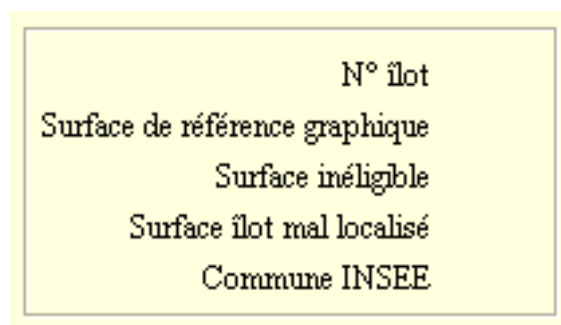 N° îlot
Surface de référence graphique
Surface inéligible
Surface îlot mal localisé
Commune INSEE